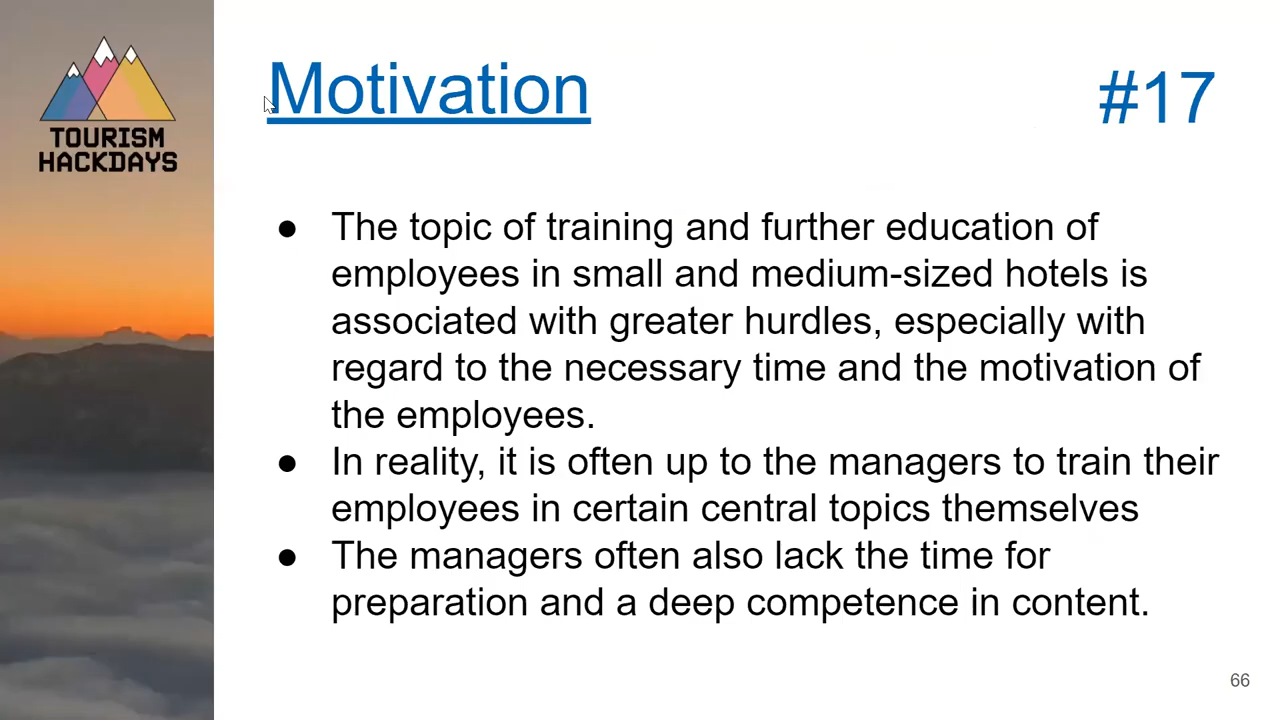 TOURISM
HACKDAYS
Motivation
#17
● The topic of training and further education of
employees in small and medium-sized hotels is
associated with greater hurdles, especially with
regard to the necessary time and the motivation of
the employees.
● In reality, it is often up to the managers to train their
employees in certain central topics themselves
● The managers often also lack the time for
preparation and a deep competence in content.
66